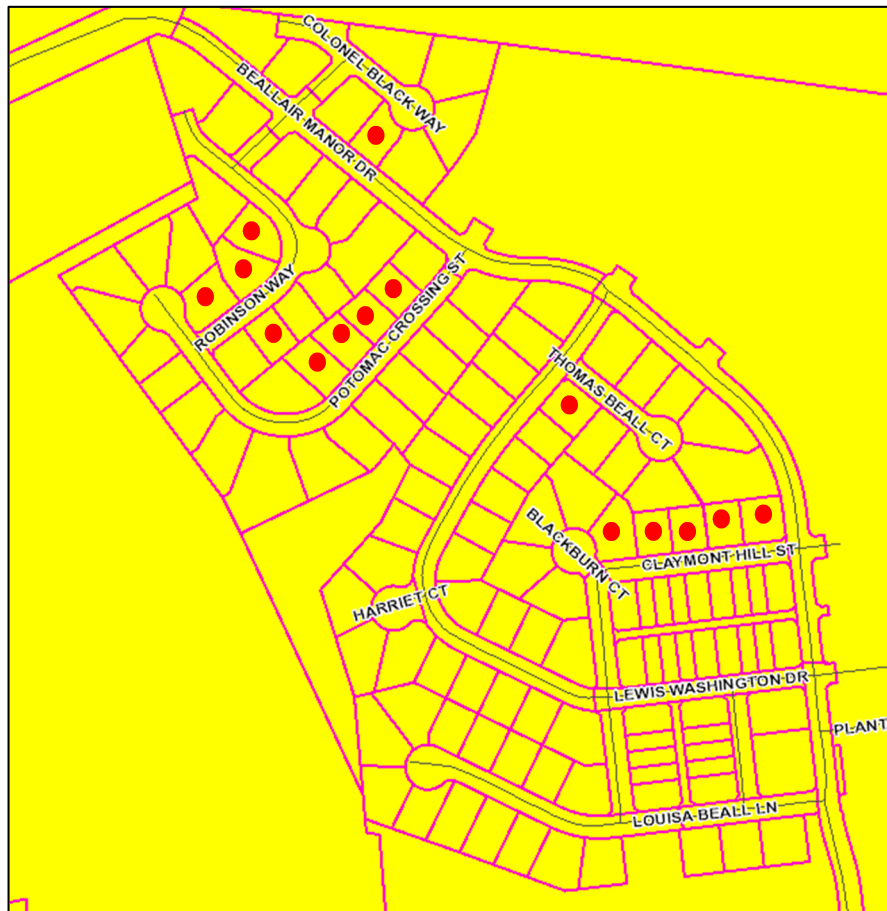 COLONEL BLACK WAY
BEALLAIR MANOR DR
ROBINSON WAY
POTOMAC CROSSING ST
THOMAS BEALL CT
BLACKBURN CT
CLAYMONT HILL ST
HARRIET CT
LEWIS WASHINGTON DR
PLANT
LOUISA BEALL LN